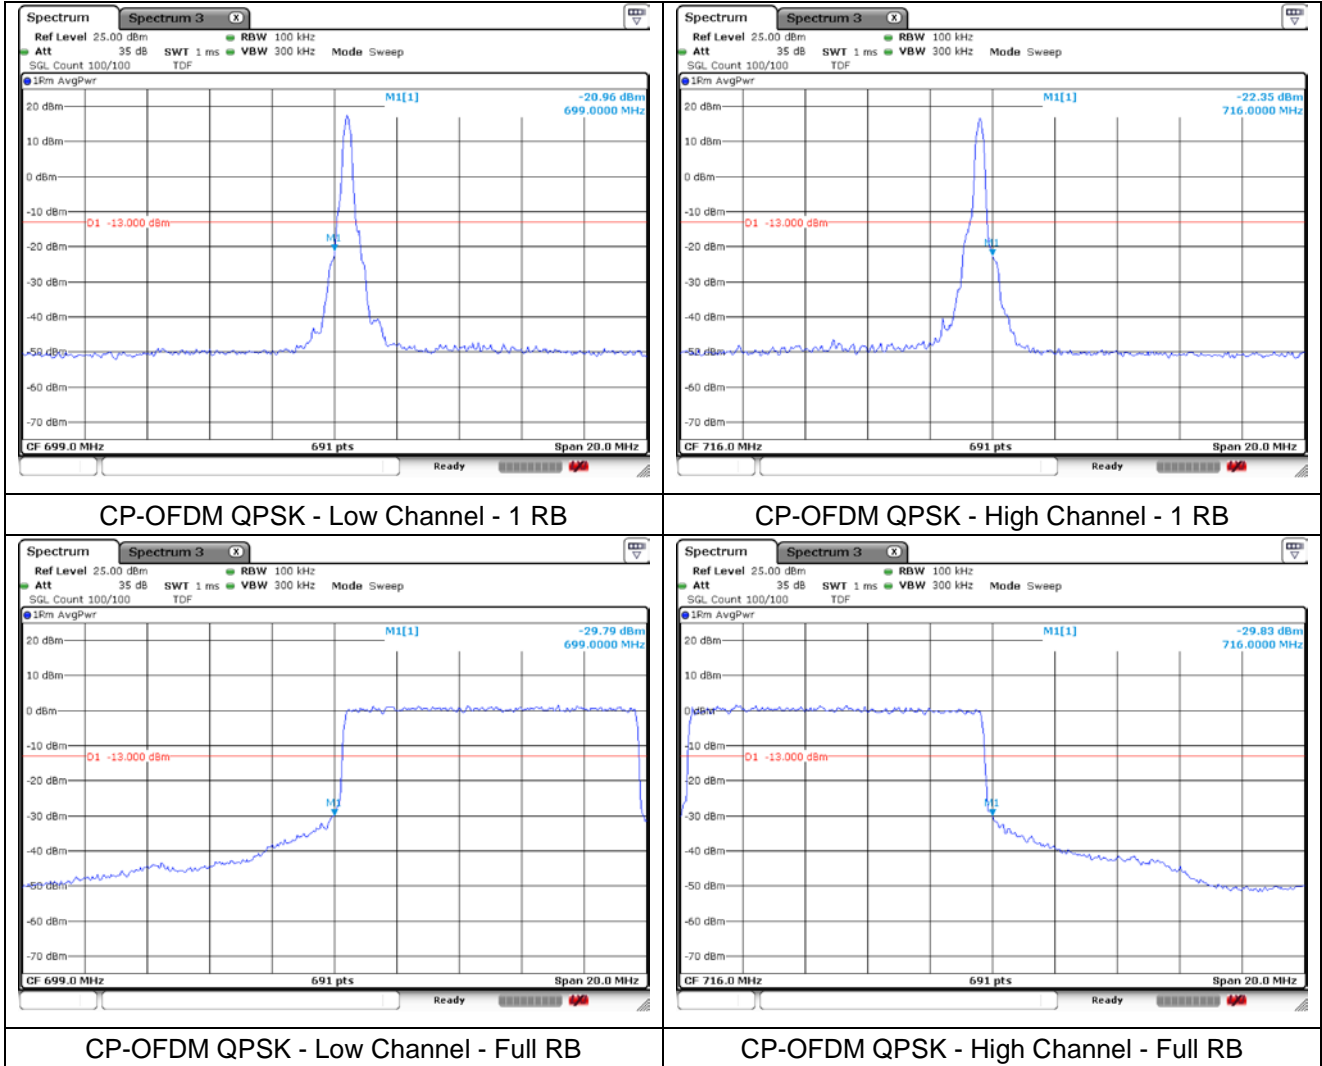 Spectrum Spectrum 3 X
Ref Level 25.00 dBm RBW 100 kHz
Att 35 dB SWT 1 ms VBW 300 kHz Mode Sweep
SGL Count 100/100 TDF
1Rm AvgPwr
M1[1] -20.96 dBm
699.0000 MHz
20 dBm
10 dBm
0 dBm
-10 dBm
D1 -13.000 dBm
M1
-20 dBm
-30 dBm
-40 dBm
-50 dBm
-60 dBm
-70 dBm
CF 699.0 MHz 691 pts Span 20.0 MHz
Ready
CP-OFDM QPSK - Low Channel - 1 RB
Spectrum Spectrum 3 X
Ref Level 25.00 dBm RBW 100 kHz
Att 35 dB SWT 1 ms VBW 300 kHz Mode Sweep
SGL Count 100/100 TDF
1Rm AvgPwr
M1[1] -22.35 dBm
716.0000 MHz
20 dBm
10 dBm
0 dBm
-10 dBm
D1 -13.000 dBm
M1
-20 dBm
-30 dBm
-40 dBm
-50 dBm
-60 dBm
-70 dBm
CF 716.0 MHz 691 pts Span 20.0 MHz
Ready
CP-OFDM QPSK - High Channel - 1 RB
Spectrum Spectrum 3 X
Ref Level 25.00 dBm RBW 100 kHz
Att 35 dB SWT 1 ms VBW 300 kHz Mode Sweep
SGL Count 100/100 TDF
1Rm AvgPwr
M1[1] -29.79 dBm
699.0000 MHz
20 dBm
10 dBm
0 dBm
-10 dBm
D1 -13.000 dBm
-20 dBm
M1
-30 dBm
-40 dBm
-50 dBm
-60 dBm
-70 dBm
CF 699.0 MHz 691 pts Span 20.0 MHz
Ready
CP-OFDM QPSK - Low Channel - Full RB
Spectrum Spectrum 3 X
Ref Level 25.00 dBm RBW 100 kHz
Att 35 dB SWT 1 ms VBW 300 kHz Mode Sweep
SGL Count 100/100 TDF
1Rm AvgPwr
M1[1] -29.83 dBm
716.0000 MHz
20 dBm
10 dBm
0 dBm
-10 dBm
D1 -13.000 dBm
-20 dBm
M1
-30 dBm
-40 dBm
-50 dBm
-60 dBm
-70 dBm
CF 716.0 MHz 691 pts Span 20.0 MHz
Ready
CP-OFDM QPSK - High Channel - Full RB